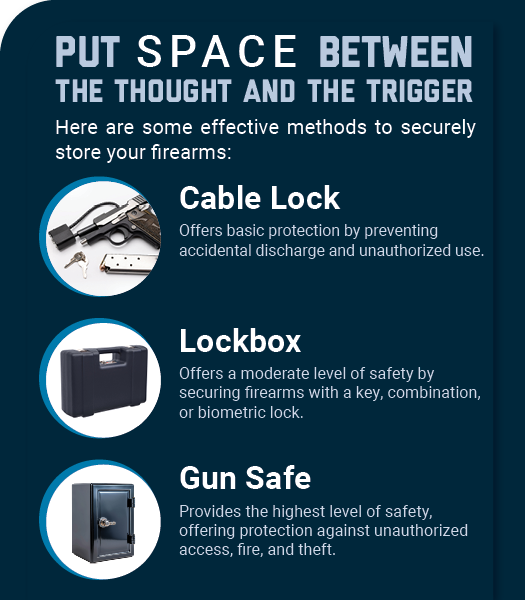 PUT SPACE BETWEEN
THE THOUGHT AND THE TRIGGER
Here are some effective methods to securely
store your firearms:
Cable Lock
Offers basic protection by preventing
accidental discharge and unauthorized use.
Lockbox
Offers a moderate level of safety by
securing firearms with a key, combination,
or biometric lock.
Gun Safe
Provides the highest level of safety,
offering protection against unauthorized
access, fire, and theft.